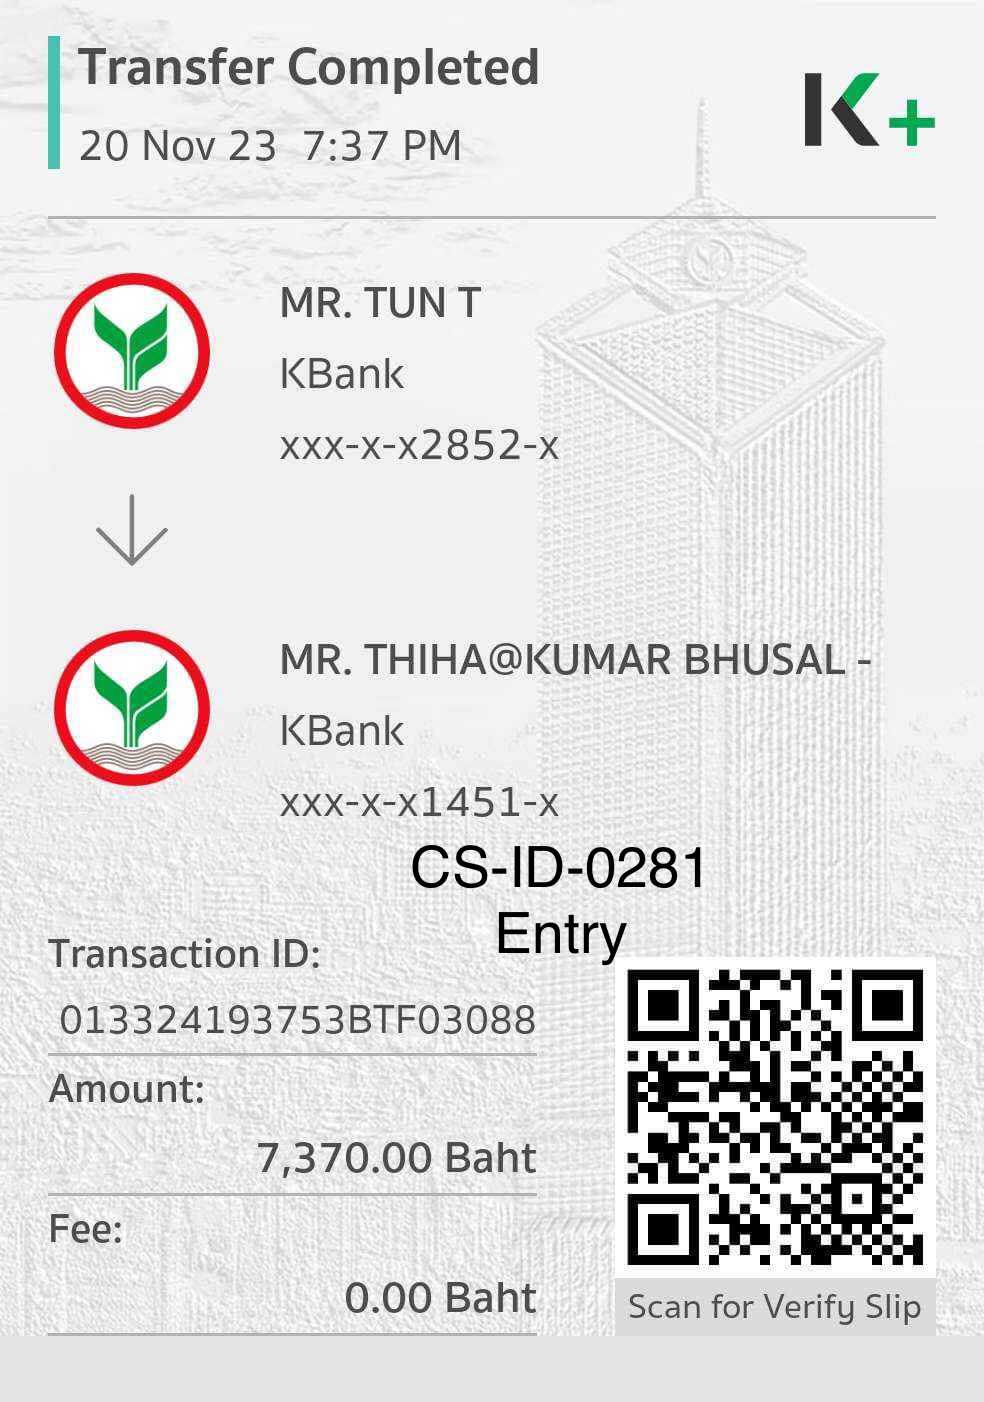 Transfer Completed
20 Nov 23 7:37 PM
K+
MR. TUN T
KBank
xxx-x-x2852-x
MR. THIHA@KUMAR BHUSAL -
KBank
xxx-x-x1451-x
CS-ID-0281
Entry
Transaction ID:
013324193753BTF03088
Amount:
7,370.00 Baht
Fee:
0.00 Baht
Scan for Verify Slip